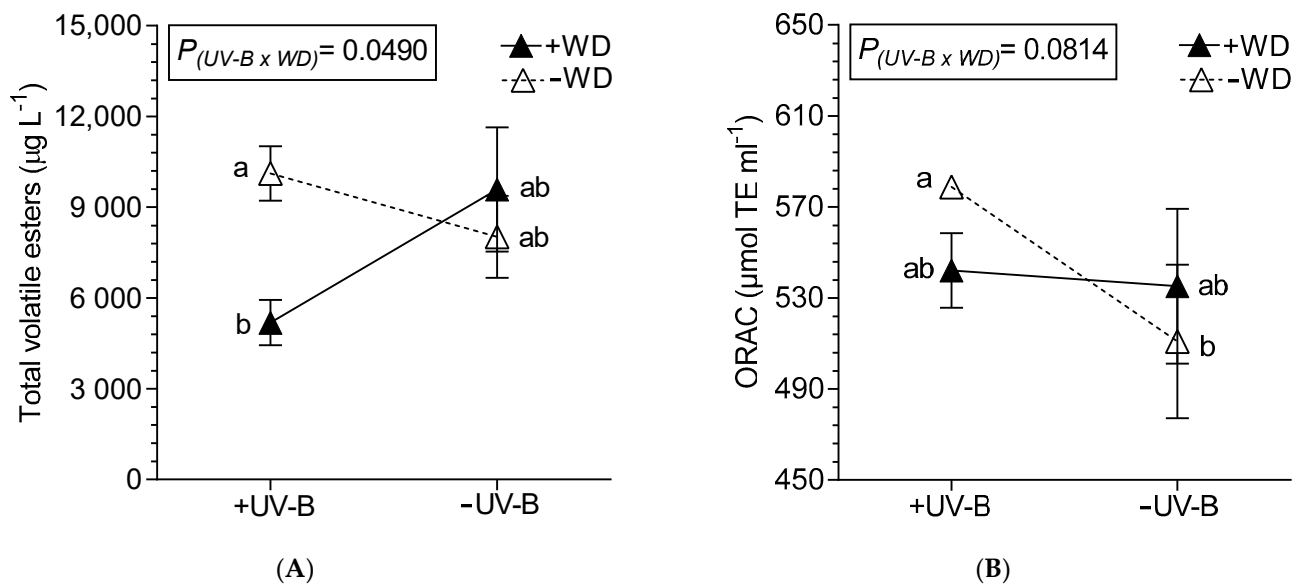 15,000
12,000
9 000
6 000
3 000
0
Total volatile esters (µg L⁻¹)
P(UV-B x WD)= 0.0490
+WD
−WD
a
b
ab
ab
+UV-B
−UV-B
(A)
650
610
570
530
490
450
ORAC (µmol TE ml⁻¹)
P(UV-B x WD)= 0.0814
+WD
−WD
a
ab
ab
b
+UV-B
−UV-B
(B)